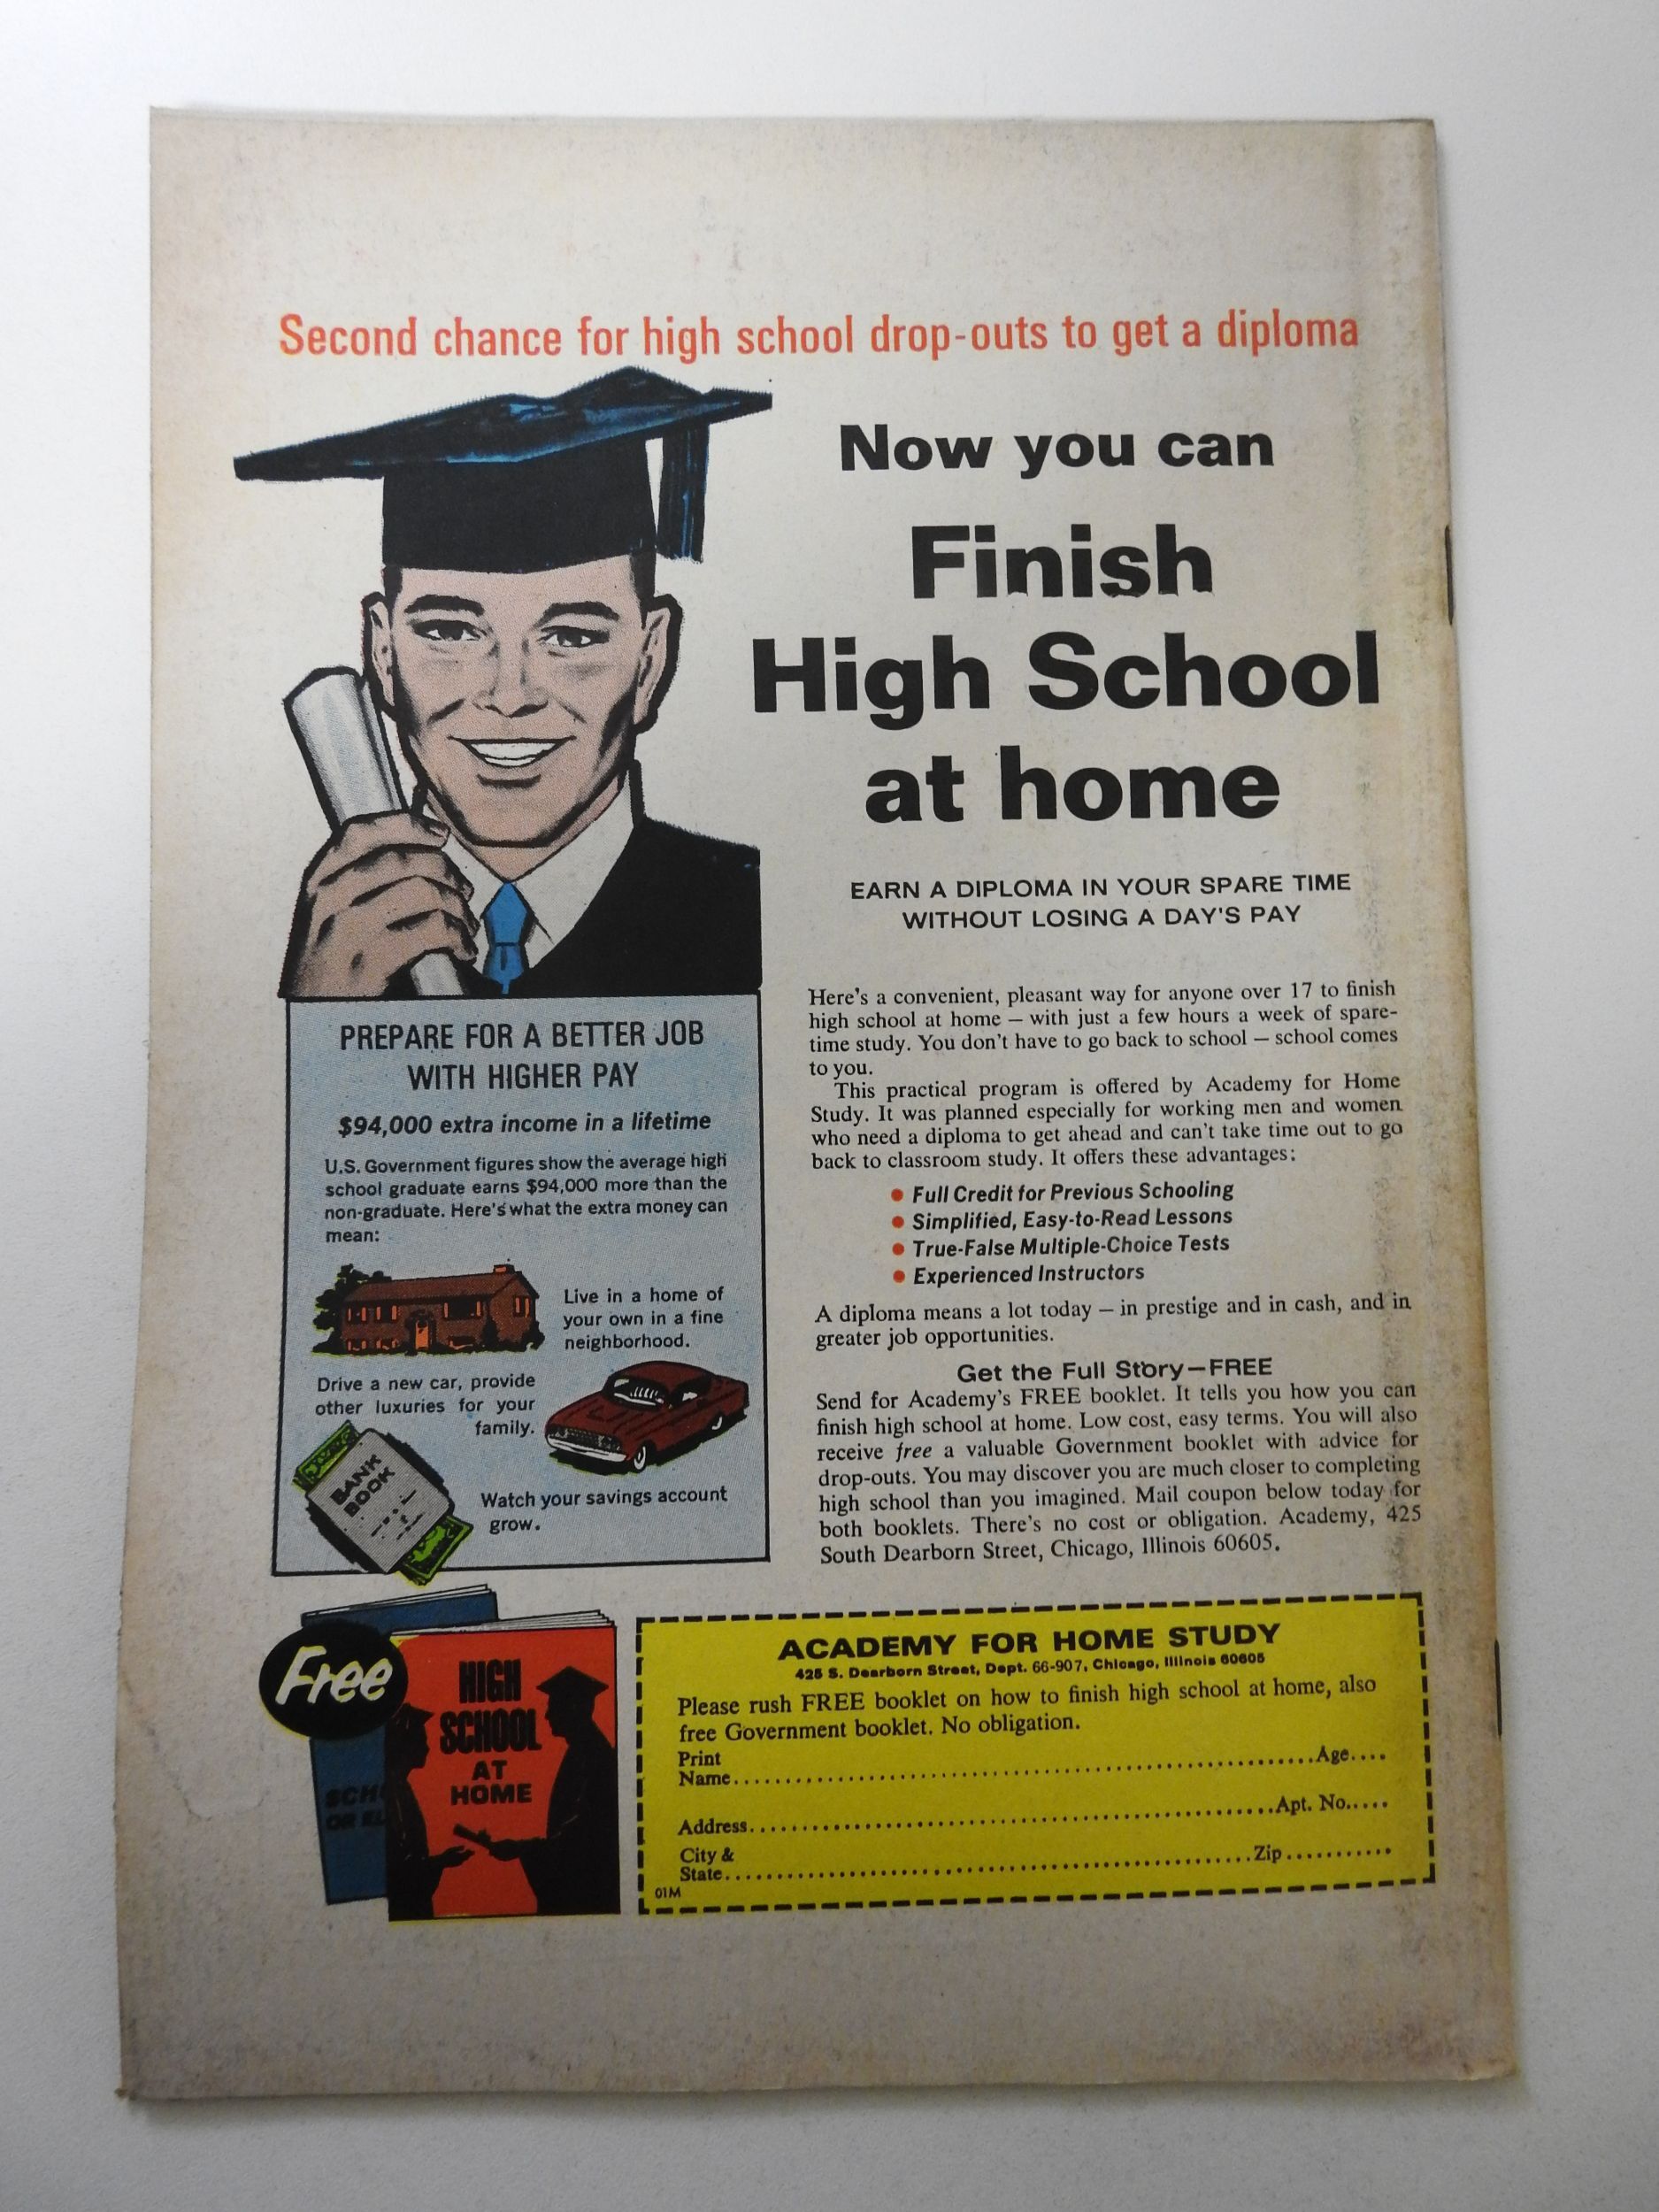 Second chance for high school drop-outs to get a diploma
Now you can
Finish
High School
at home
EARN A DIPLOMA IN YOUR SPARE TIME
WITHOUT LOSING A DAY'S PAY
Here's a convenient, pleasant way for anyone over 17 to finish
high school at home — with just a few hours a week of spare-
time study. You don't have to go back to school — school comes
to you.
This practical program is offered by Academy for Home
Study. It was planned especially for working men and women
who need a diploma to get ahead and can't take time out to go
back to classroom study. It offers these advantages:
• Full Credit for Previous Schooling
• Simplified, Easy-to-Read Lessons
• True-False Multiple-Choice Tests
• Experienced Instructors
A diploma means a lot today — in prestige and in cash, and in
greater job opportunities.
Get the Full Story—FREE
Send for Academy's FREE booklet. It tells you how you can
finish high school at home. Low cost, easy terms. You will also
receive free a valuable Government booklet with advice for
drop-outs. You may discover you are much closer to completing
high school than you imagined. Mail coupon below today for
both booklets. There's no cost or obligation. Academy, 425
South Dearborn Street, Chicago, Illinois 60605.
PREPARE FOR A BETTER JOB
WITH HIGHER PAY
$94,000 extra income in a lifetime
U.S. Government figures show the average high
school graduate earns $94,000 more than the
non-graduate. Here's what the extra money can
mean:
Live in a home of
your own in a fine
neighborhood.
Drive a new car, provide
other luxuries for your
family.
BANK
BOOK
Watch your savings account
grow.
Free
HIGH
SCHOOL
AT
HOME
SCH
OR EL
ACADEMY FOR HOME STUDY
425 S. Dearborn Street, Dept. 66-907, Chicago, Illinois 60605
Please rush FREE booklet on how to finish high school at home, also
free Government booklet. No obligation.
Print
Name..........Age....
Address..........Apt. No.....
City &
State..........Zip..........
01M